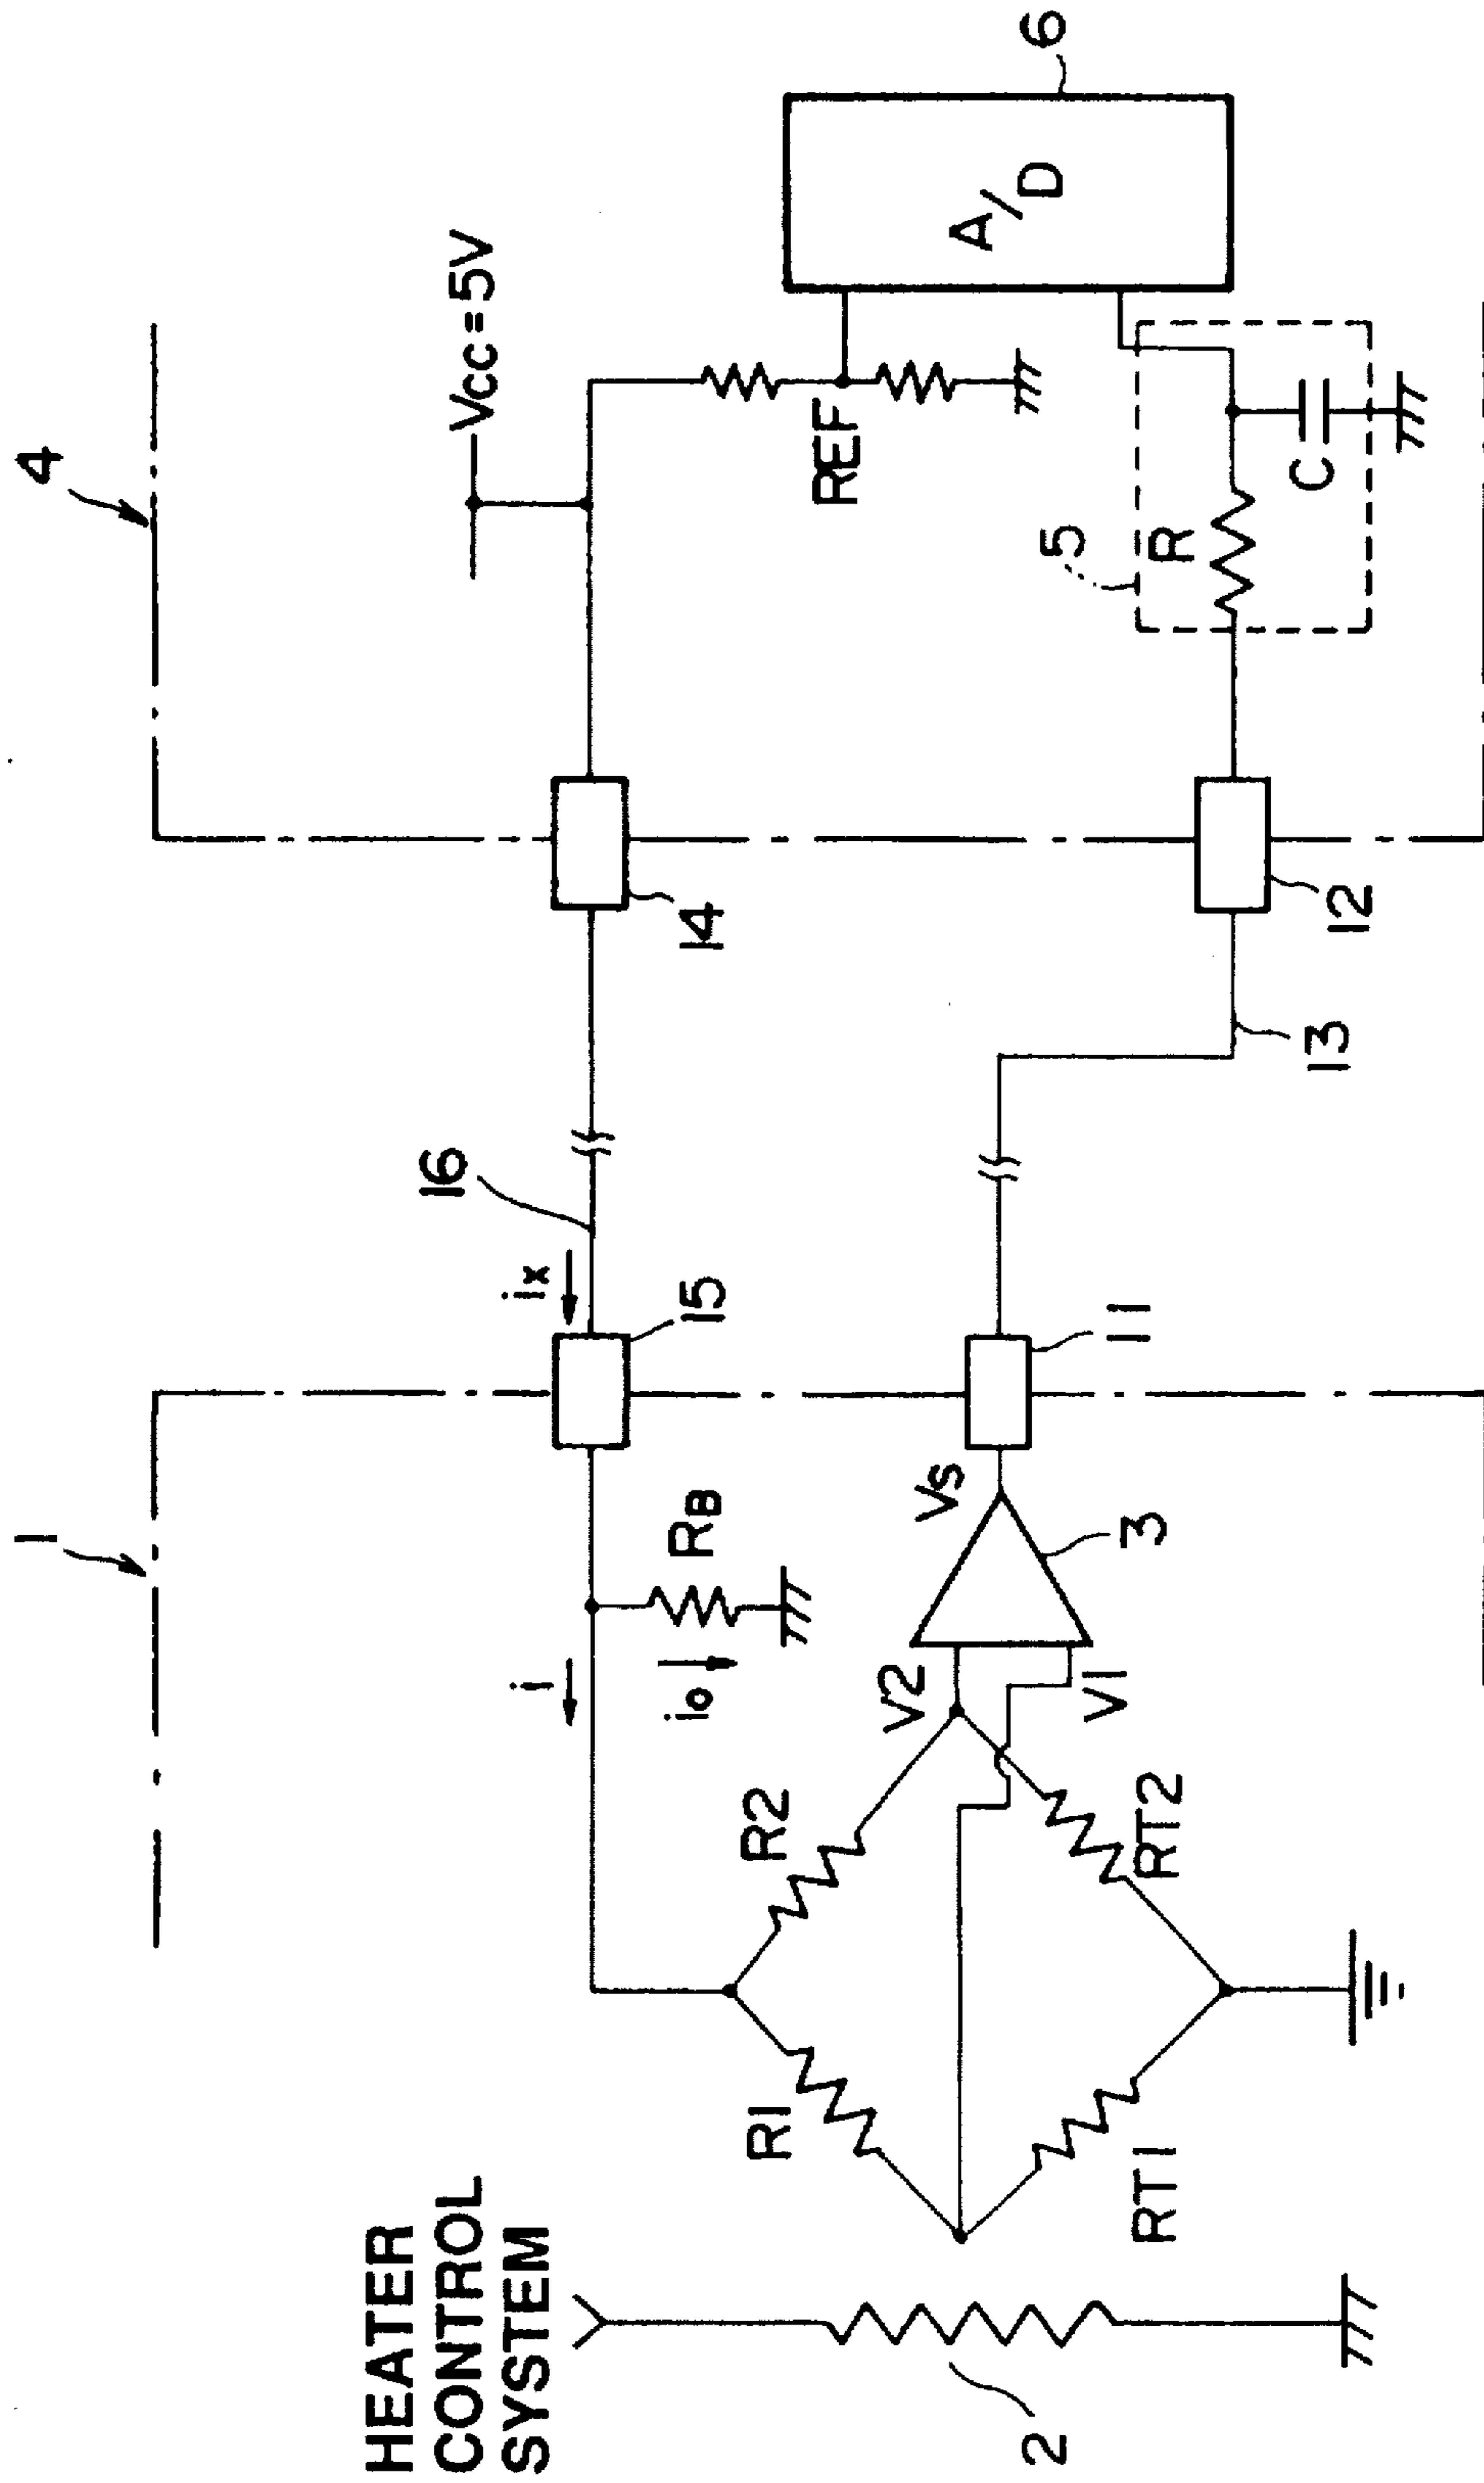 HEATER
CONTROL
SYSTEM
2
1
4
R1
R2
RT1
RT2
V2
V1
Vs
3
i
io
RB
ix
15
16
11
14
13
12
Vcc=5V
REF
5
R
C
A/D
6